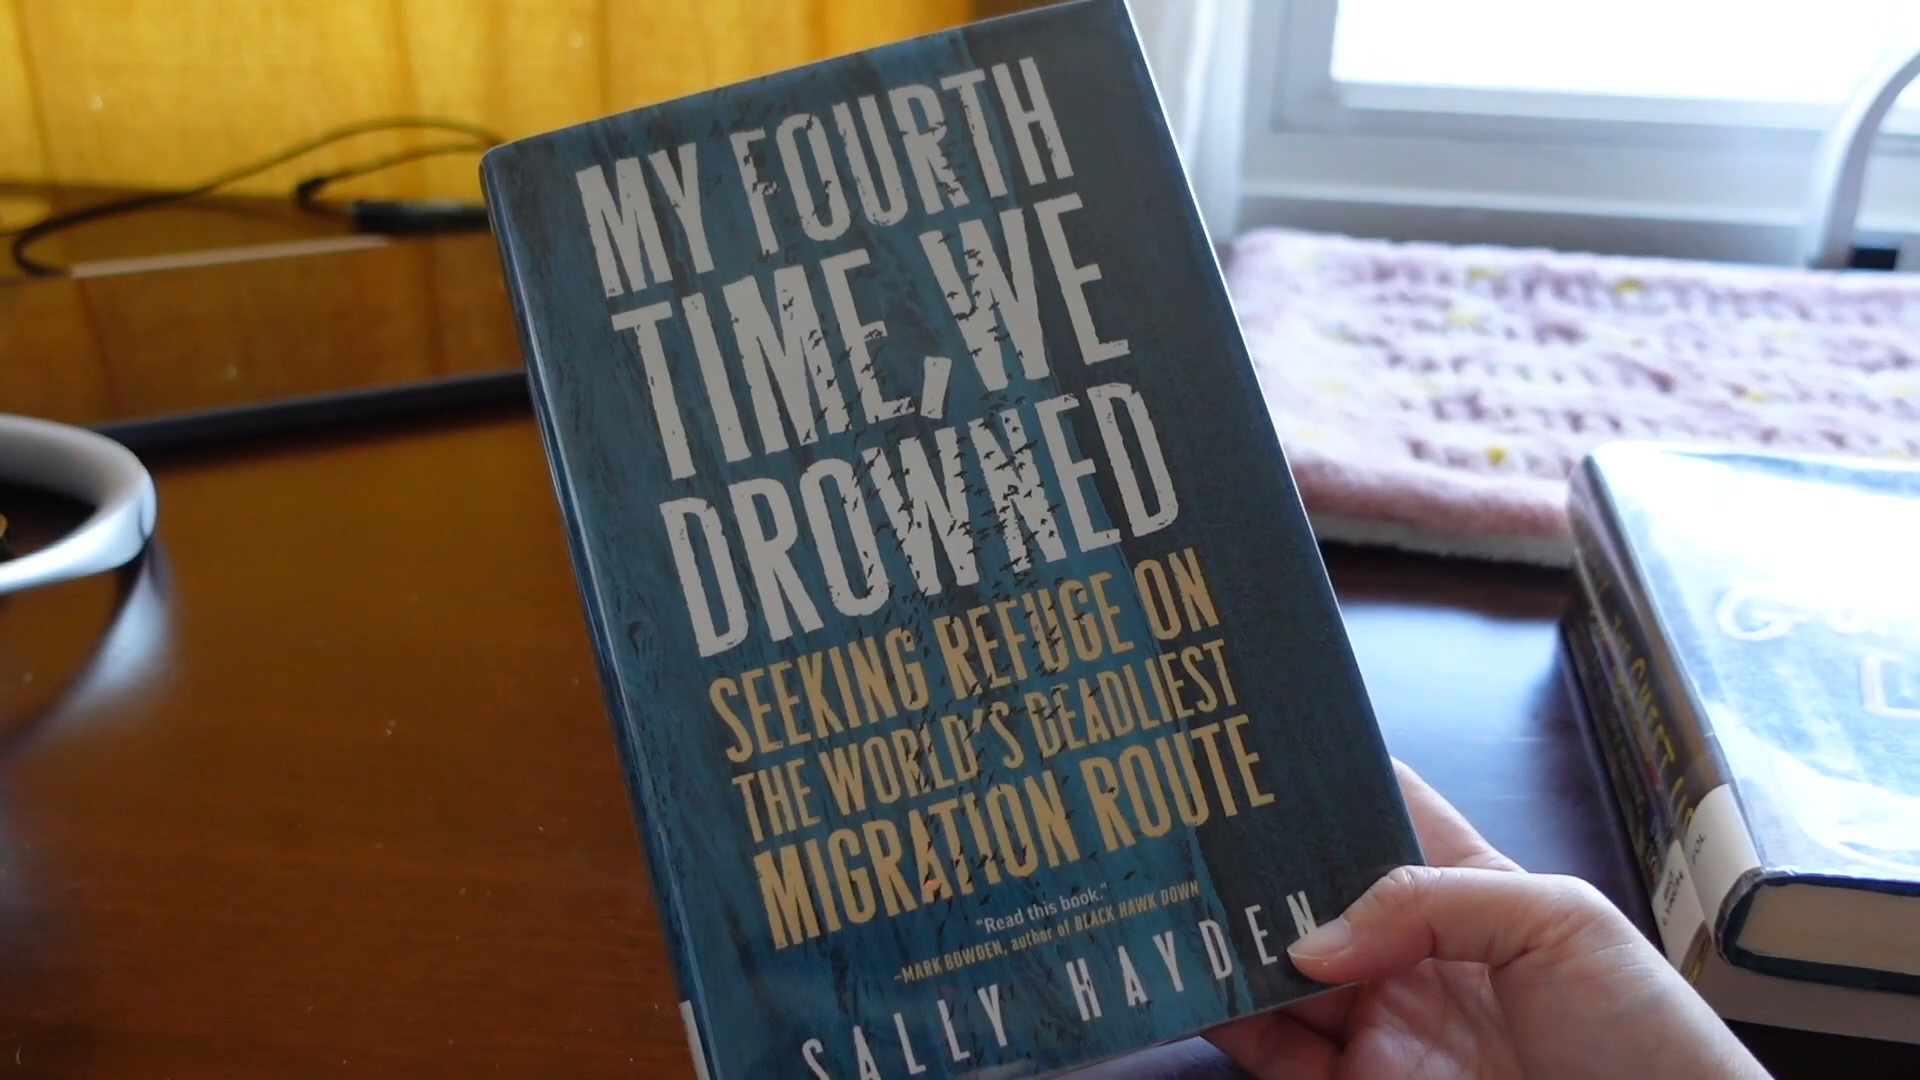 MY FOURTH
TIME, WE
DROWNED
SEEKING REFUGE ON
THE WORLD'S DEADLIEST
MIGRATION ROUTE
"Read this book."
–MARK BOWDEN, author of BLACK HAWK DOWN
SALLY HAYDEN